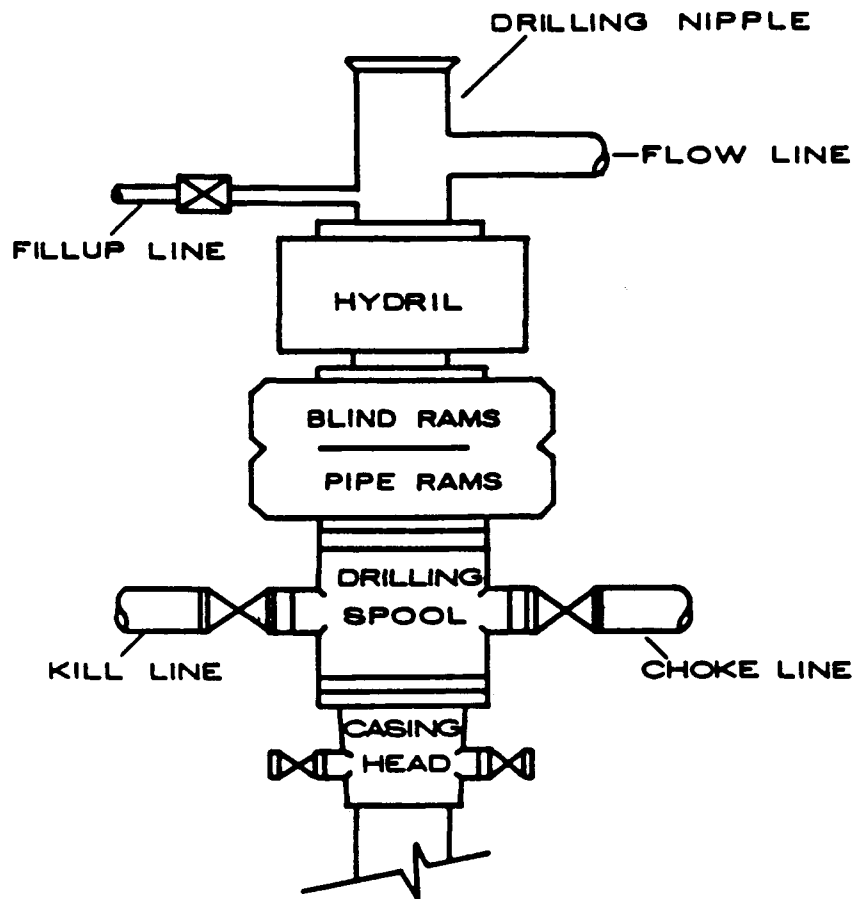 DRILLING NIPPLE
FLOW LINE
FILLUP LINE
HYDRIL
BLIND RAMS
PIPE RAMS
DRILLING
SPOOL
KILL LINE
CHOKE LINE
CASING
HEAD